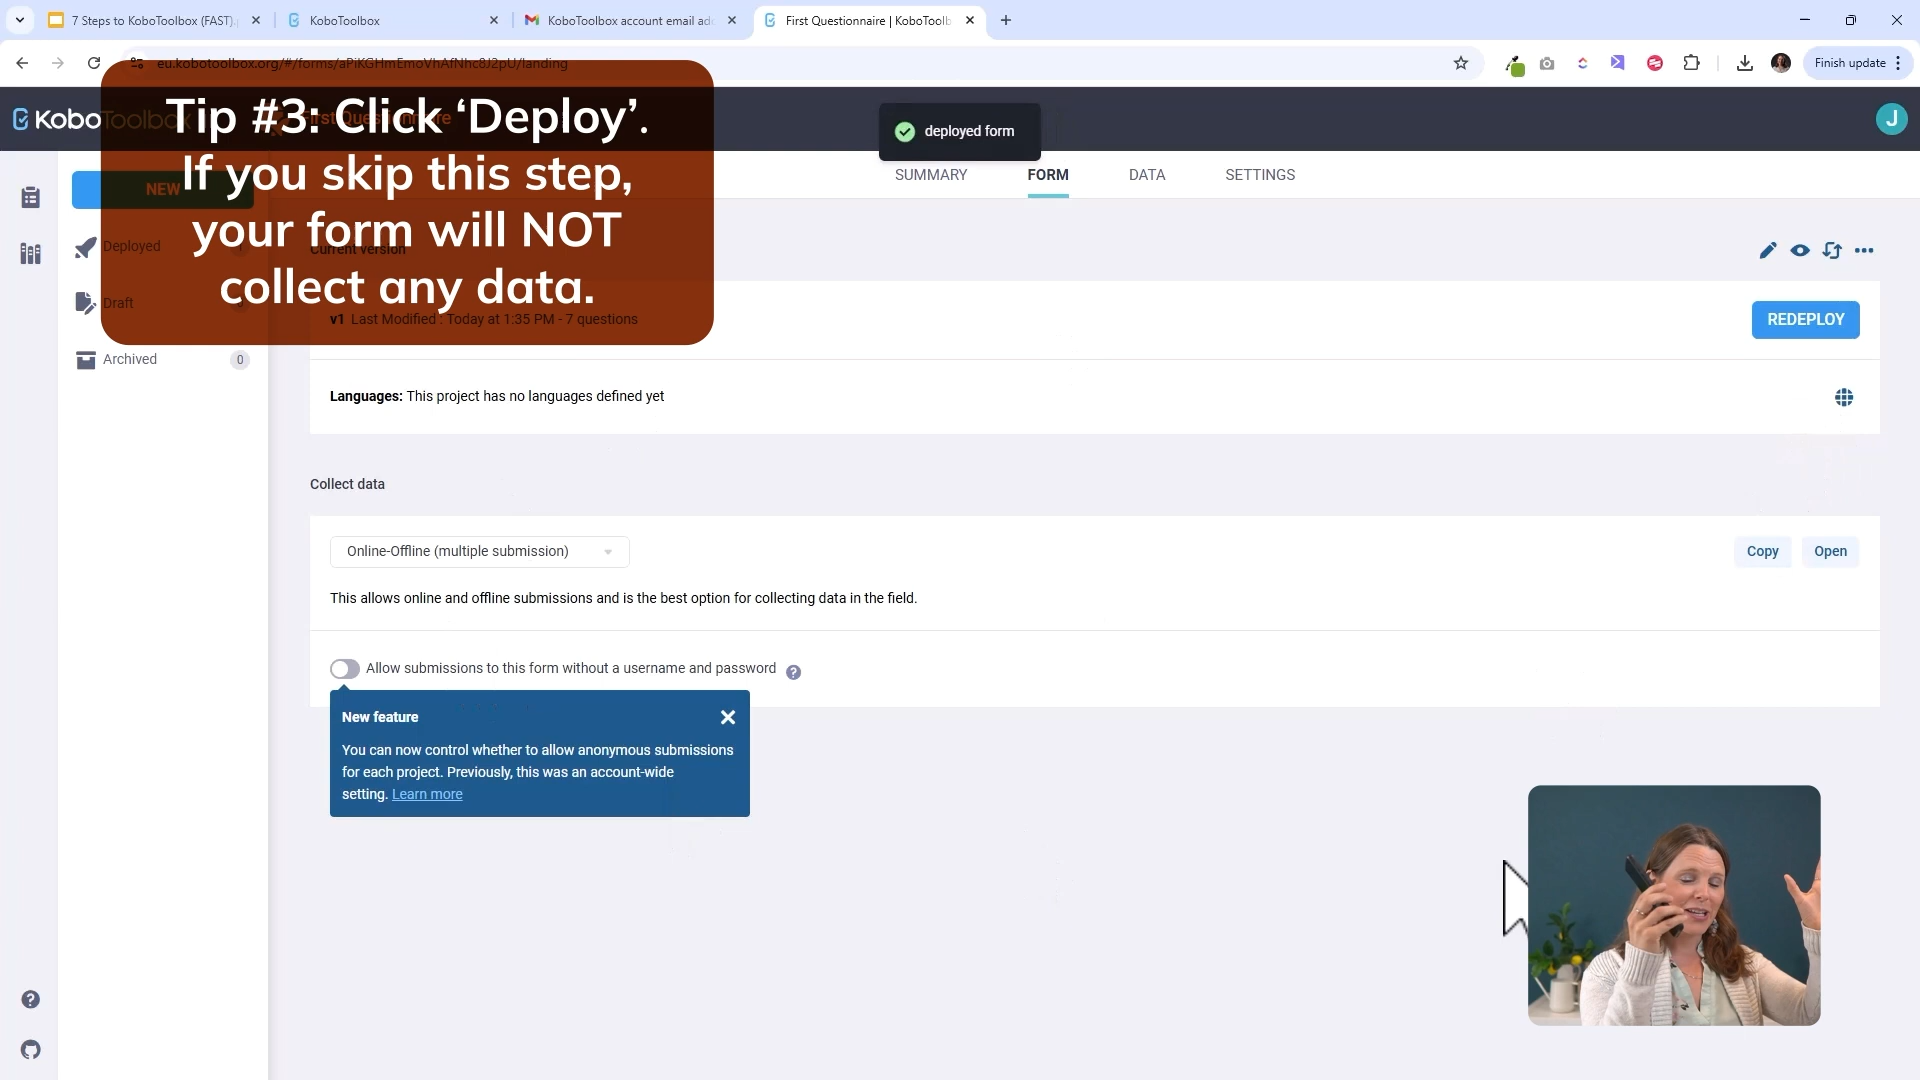 7 Steps to KoboToolbox (FAST).
KoboToolbox
KoboToolbox account email ad
First Questionnaire | KoboToolb
eu.kobotoolbox.org/#/forms/aPiKGHmEmoVhAfNhc8J2pU/landing
Finish update
KoboToolbox
First Questionnaire
deployed form
J
Tip #3: Click ‘Deploy’.
If you skip this step,
your form will NOT
collect any data.
NEW
Deployed
Draft
Archived
0
SUMMARY
FORM
DATA
SETTINGS
Current version
v1 Last Modified : Today at 1:35 PM - 7 questions
REDEPLOY
Languages: This project has no languages defined yet
Collect data
Online-Offline (multiple submission)
Copy
Open
This allows online and offline submissions and is the best option for collecting data in the field.
Allow submissions to this form without a username and password
New feature
You can now control whether to allow anonymous submissions
for each project. Previously, this was an account-wide
setting. Learn more